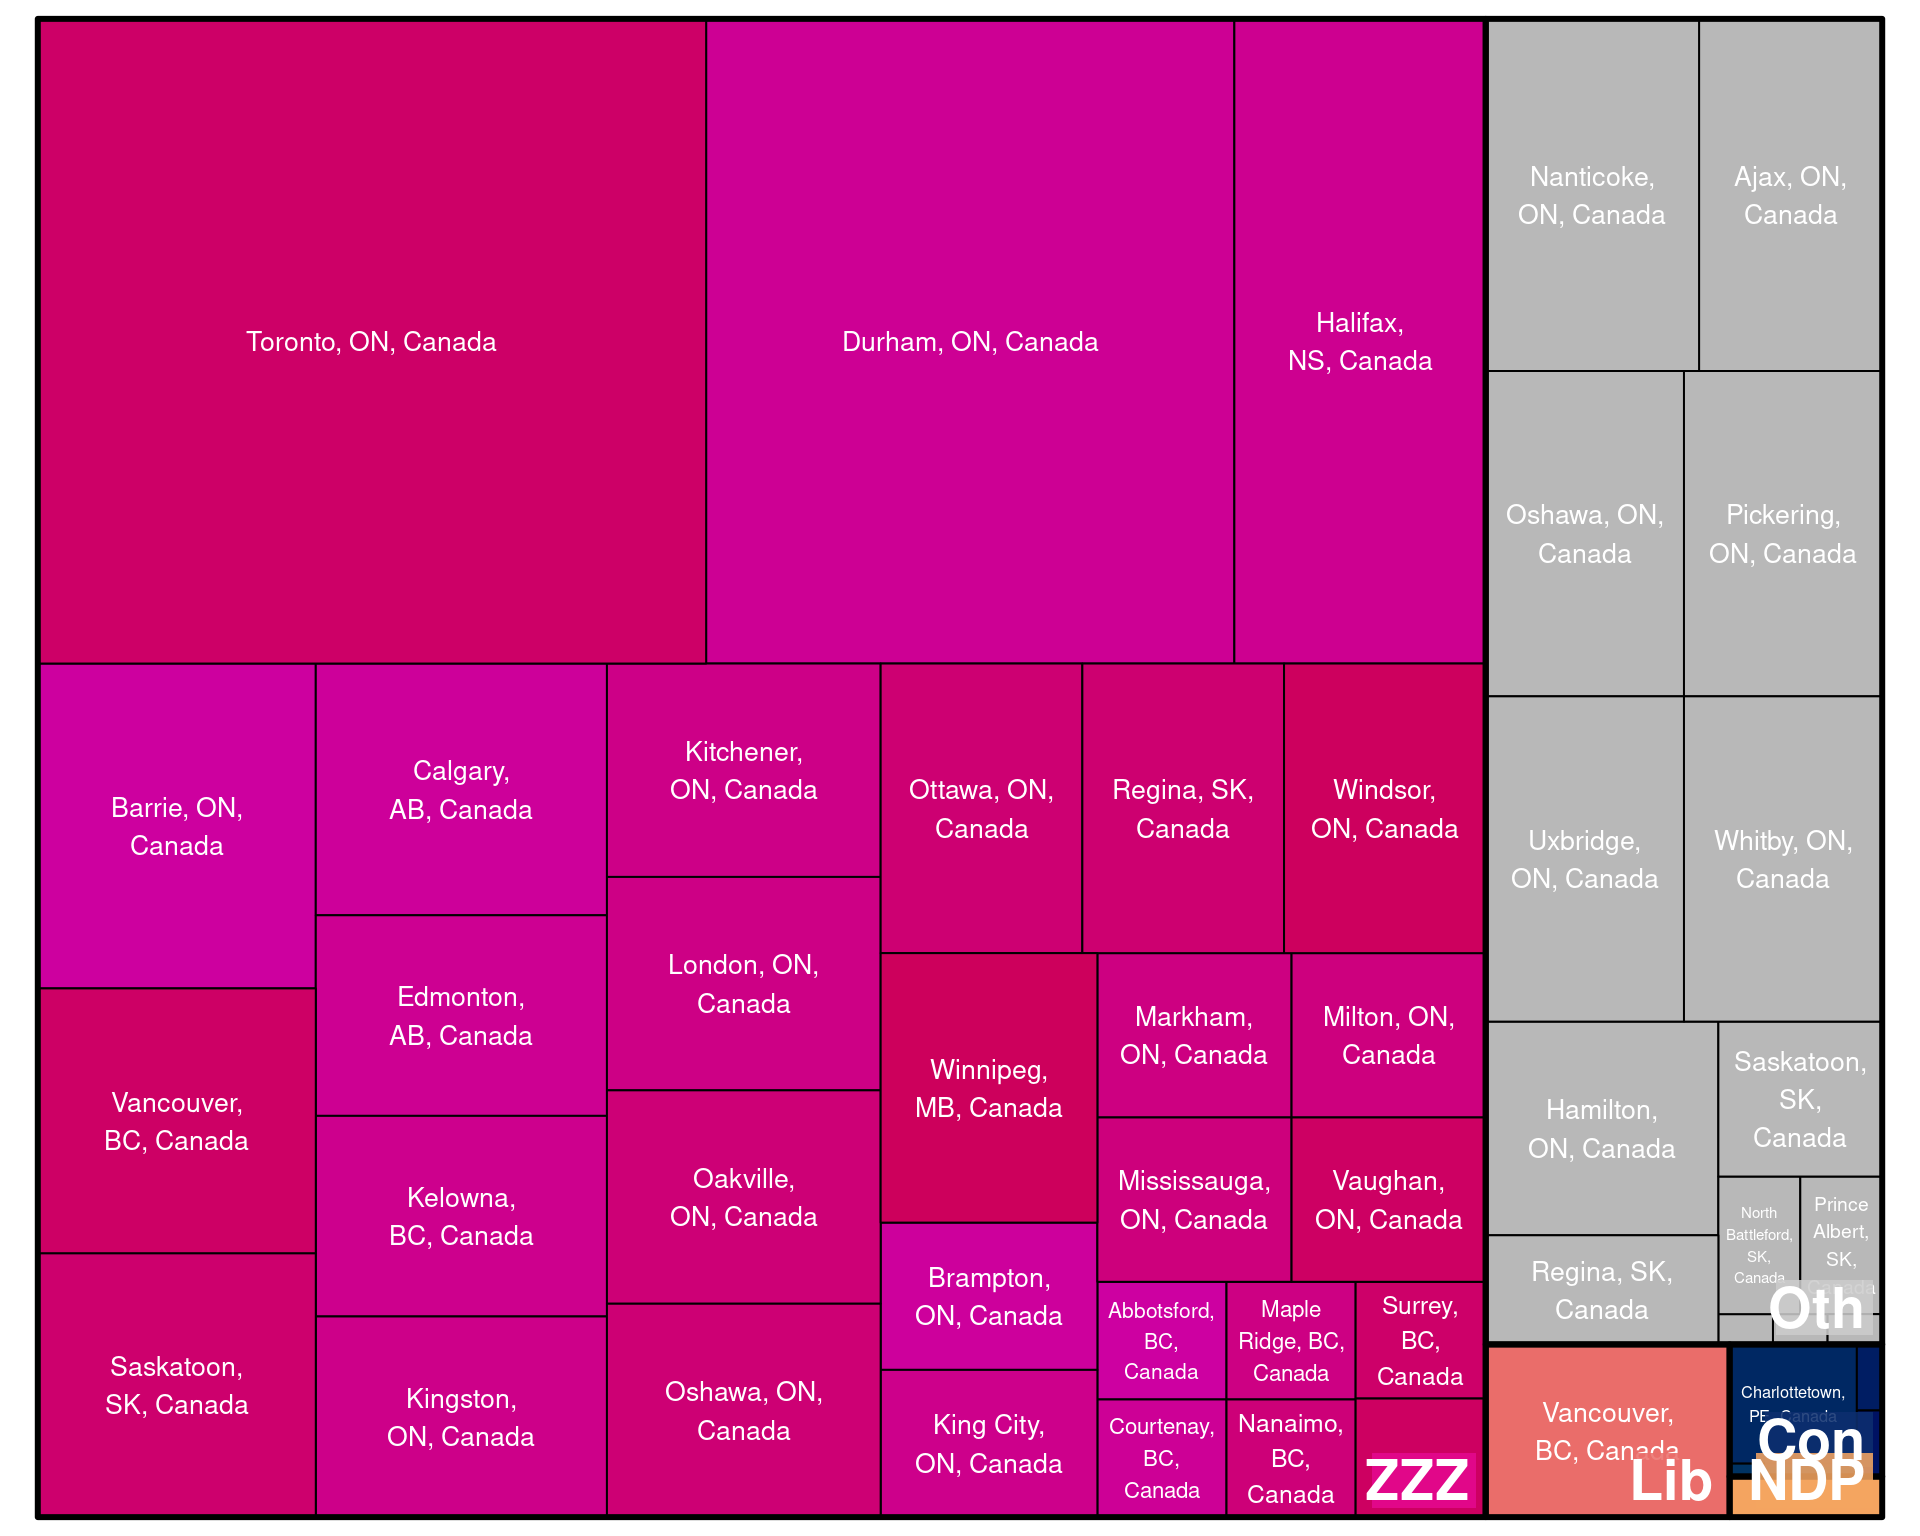 Toronto, ON, Canada
Durham, ON, Canada
Halifax,
NS, Canada
Barrie, ON,
Canada
Vancouver,
BC, Canada
Saskatoon,
SK, Canada
Calgary,
AB, Canada
Edmonton,
AB, Canada
Kelowna,
BC, Canada
Kingston,
ON, Canada
Kitchener,
ON, Canada
London, ON,
Canada
Oakville,
ON, Canada
Oshawa, ON,
Canada
Ottawa, ON,
Canada
Regina, SK,
Canada
Windsor,
ON, Canada
Winnipeg,
MB, Canada
Brampton,
ON, Canada
King City,
ON, Canada
Markham,
ON, Canada
Milton, ON,
Canada
Mississauga,
ON, Canada
Vaughan,
ON, Canada
Abbotsford,
BC,
Canada
Courtenay,
BC,
Canada
Maple
Ridge, BC,
Canada
Nanaimo,
BC,
Canada
Surrey,
BC,
Canada
ZZZ
Nanticoke,
ON, Canada
Ajax, ON,
Canada
Oshawa, ON,
Canada
Pickering,
ON, Canada
Uxbridge,
ON, Canada
Whitby, ON,
Canada
Hamilton,
ON, Canada
Regina, SK,
Canada
Saskatoon,
SK,
Canada
North
Battleford,
SK,
Canada
Prince
Albert,
SK,
Canada
Oth
Vancouver,
BC, Canada
Lib
Charlottetown,
PE, Canada
Con
NDP